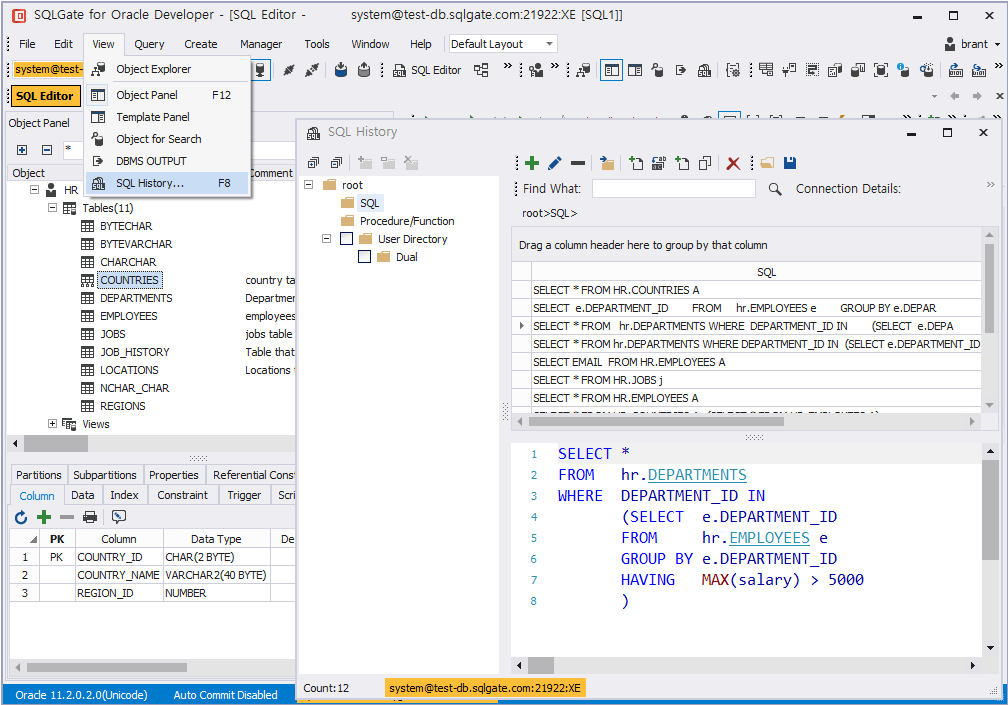 SQLGate for Oracle Developer - [SQL Editor - system@test-db.sqlgate.com:21922:XE [SQL1]]
File Edit View Query Create Manager Tools Window Help Default Layout brant
system@test- SQL Editor
SQL Editor
Object Explorer
Object Panel F12
Template Panel
Object for Search
DBMS OUTPUT
SQL History... F8
Object Panel
*
Object Comment
HR
Tables(11)
BYTECHAR
BYTEVARCHAR
CHARCHAR
COUNTRIES country ta
DEPARTMENTS Departmen
EMPLOYEES employees
JOBS jobs table
JOB_HISTORY Table that
LOCATIONS Locations
NCHAR_CHAR
REGIONS
Views
Partitions Subpartitions Properties Referential Const
Column Data Index Constraint Trigger Scri
PK Column Data Type De
1 PK COUNTRY_ID CHAR(2 BYTE)
2 COUNTRY_NAME VARCHAR2(40 BYTE)
3 REGION_ID NUMBER
Oracle 11.2.0.2.0(Unicode) Auto Commit Disabled
SQL History
root
SQL
Procedure/Function
User Directory
Dual
Find What: Connection Details:
root>SQL>
Drag a column header here to group by that column
SQL
SELECT * FROM HR.COUNTRIES A
SELECT e.DEPARTMENT_ID FROM hr.EMPLOYEES e GROUP BY e.DEPAR
SELECT * FROM hr.DEPARTMENTS WHERE DEPARTMENT_ID IN (SELECT e.DEPA
SELECT * FROM hr.DEPARTMENTS WHERE DEPARTMENT_ID IN (SELECT e.DEPARTMENT_ID
SELECT EMAIL FROM HR.EMPLOYEES A
SELECT * FROM HR.JOBS j
SELECT * FROM HR.EMPLOYEES A
1 SELECT *
2 FROM hr.DEPARTMENTS
3 WHERE DEPARTMENT_ID IN
4 (SELECT e.DEPARTMENT_ID
5 FROM hr.EMPLOYEES e
6 GROUP BY e.DEPARTMENT_ID
7 HAVING MAX(salary) > 5000
8 )
Count:12 system@test-db.sqlgate.com:21922:XE